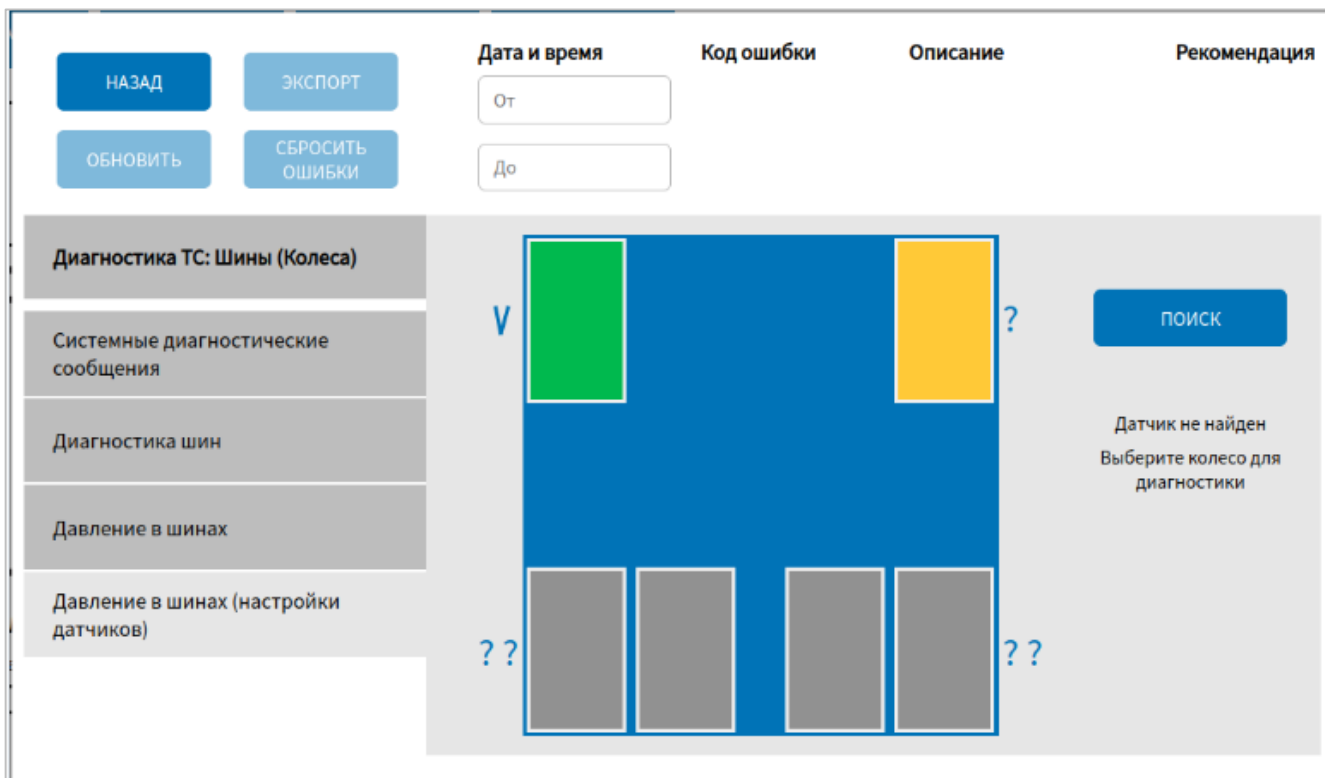 НАЗАД
ЭКСПОРТ
ОБНОВИТЬ
СБРОСИТЬ
ОШИБКИ
Дата и время
Код ошибки
Описание
Рекомендация
От
До
Диагностика ТС: Шины (Колеса)
Системные диагностические
сообщения
Диагностика шин
Давление в шинах
Давление в шинах (настройки
датчиков)
V
?
? ?
? ?
ПОИСК
Датчик не найден
Выберите колесо для
диагностики